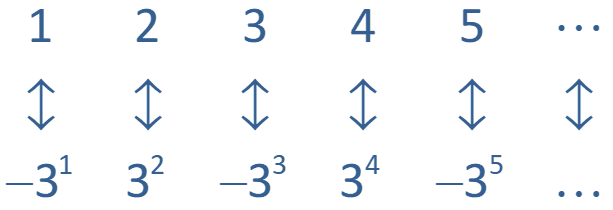 1 2 3 4 5 ⋯
↕ ↕ ↕ ↕ ↕ ↕
–3¹ 3² –3³ 3⁴ –3⁵ …